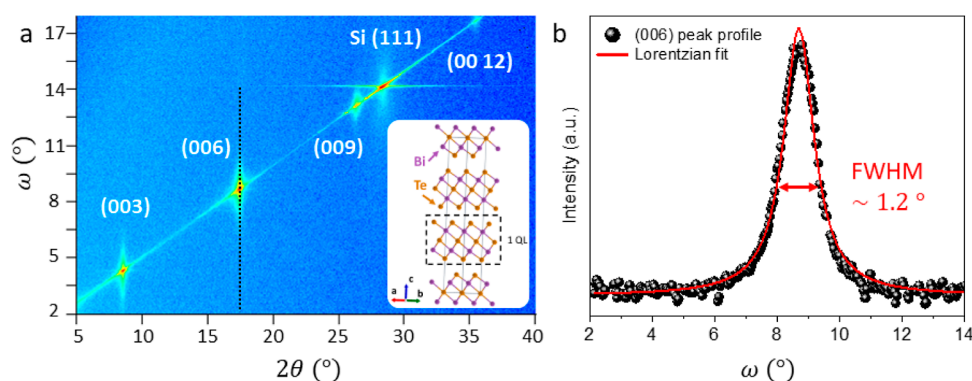 a
17
14
11
8
5
2
ω (°)
5
10
15
20
25
30
35
40
2θ (°)
(003)
(006)
(009)
Si (111)
(00 12)
Bi
Te
1 QL
c
a
b
b
(006) peak profile
Lorentzian fit
Intensity (a.u.)
FWHM
~ 1.2 °
2
4
6
8
10
12
14
ω (°)